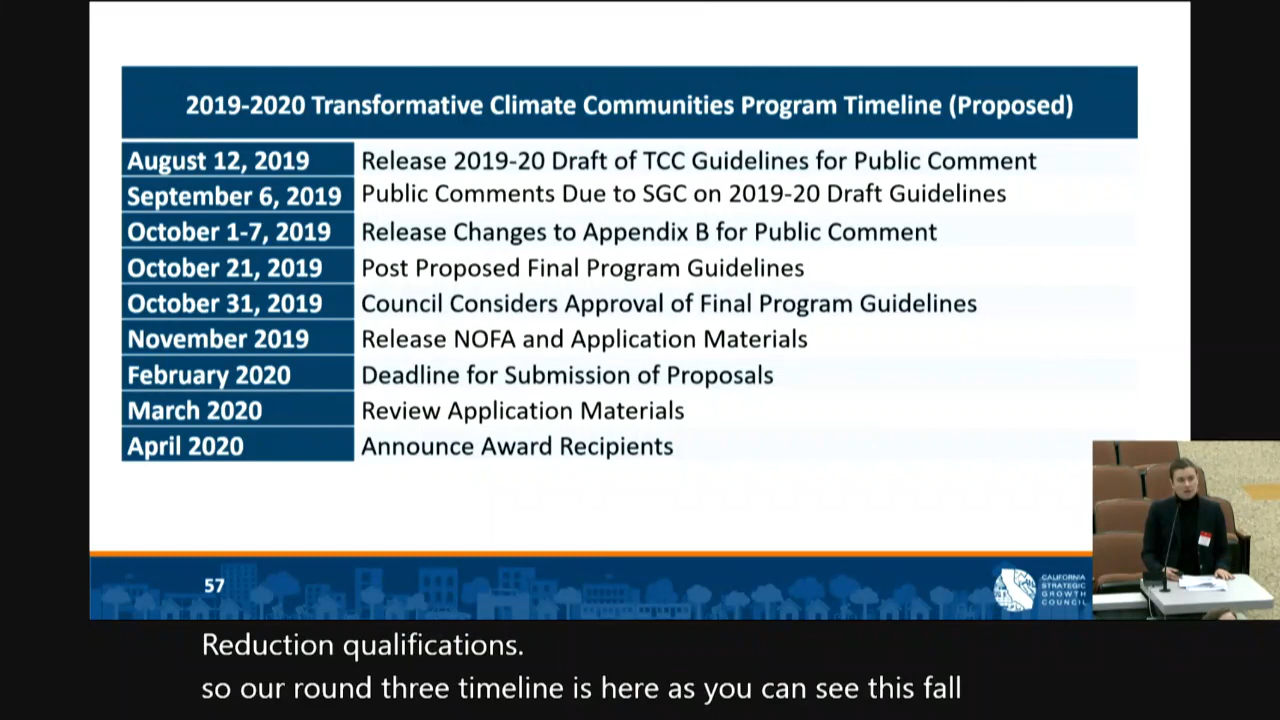 2019-2020 Transformative Climate Communities Program Timeline (Proposed)
August 12, 2019 Release 2019-20 Draft of TCC Guidelines for Public Comment
September 6, 2019 Public Comments Due to SGC on 2019-20 Draft Guidelines
October 1-7, 2019 Release Changes to Appendix B for Public Comment
October 21, 2019 Post Proposed Final Program Guidelines
October 31, 2019 Council Considers Approval of Final Program Guidelines
November 2019 Release NOFA and Application Materials
February 2020 Deadline for Submission of Proposals
March 2020 Review Application Materials
April 2020 Announce Award Recipients
57
CALIFORNIA
STRATEGIC
GROWTH
COUNCIL
Reduction qualifications.
so our round three timeline is here as you can see this fall